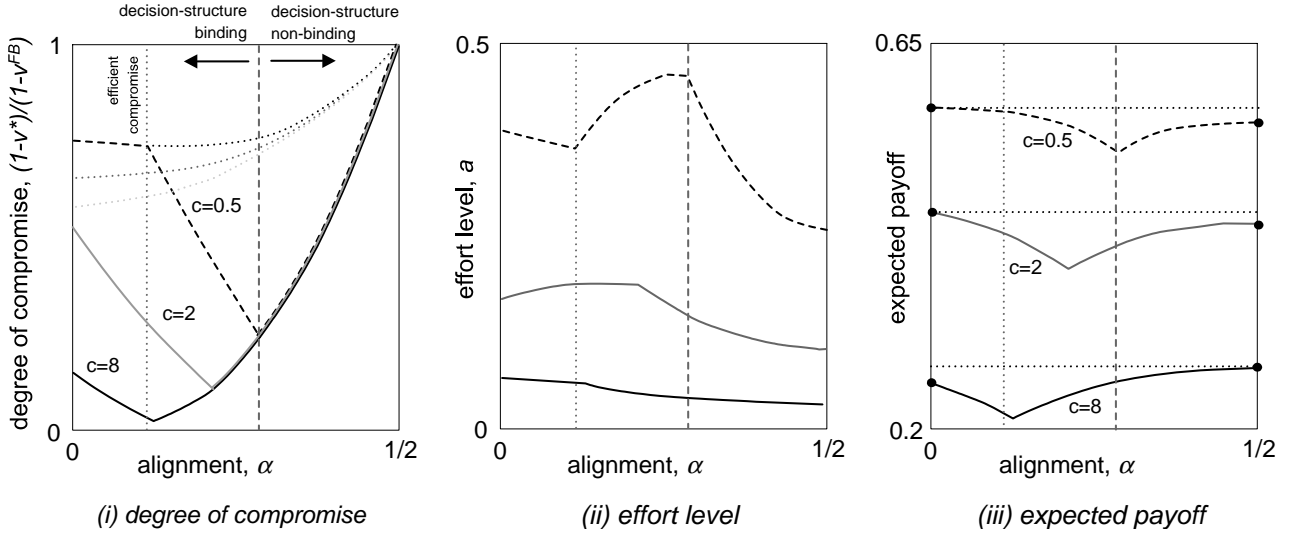 decision-structure
binding
decision-structure
non-binding
1
degree of compromise, (1-v*)/(1-v^FB)
efficient
compromise
c=0.5
c=2
c=8
0
0
1/2
alignment, α
(i) degree of compromise
0.5
effort level, a
0
0
1/2
alignment, α
(ii) effort level
0.65
expected payoff
c=0.5
c=2
c=8
0.2
0
1/2
alignment, α
(iii) expected payoff